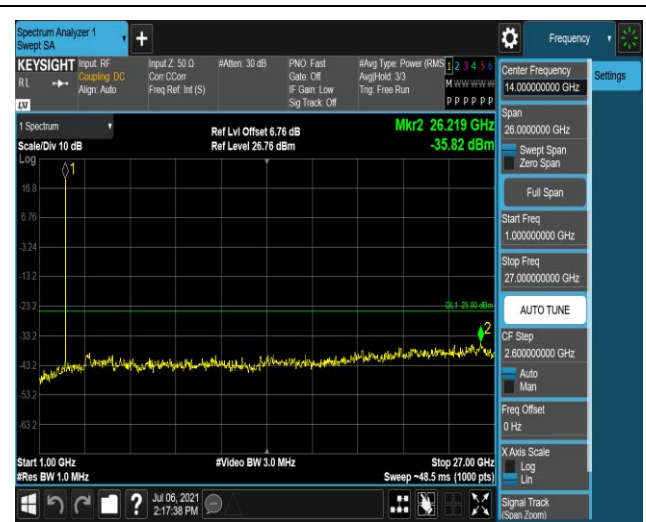 Spectrum Analyzer 1
Swept SA
+
Frequency
KEYSIGHT
RL
Input: RF
Coupling: DC
Align: Auto
Input Z: 50 Ω
Corr CCorr
Freq Ref: Int (S)
#Atten: 30 dB
PNO: Fast
Gate: Off
IF Gain: Low
Sig Track: Off
#Avg Type: Power (RMS
Avg|Hold: 3/3
Trig: Free Run
1 2 3 4 5 6
M W W W W W
P P P P P P
Center Frequency
14.000000000 GHz
Settings
Span
26.0000000 GHz
Swept Span
Zero Span
Full Span
Start Freq
1.000000000 GHz
Stop Freq
27.000000000 GHz
AUTO TUNE
CF Step
2.600000000 GHz
Auto
Man
Freq Offset
0 Hz
X Axis Scale
Log
Lin
Signal Track
(Span Zoom)
1 Spectrum
Scale/Div 10 dB
Ref Lvl Offset 6.76 dB
Ref Level 26.76 dBm
Mkr2 26.219 GHz
-35.82 dBm
Log
1
16.8
6.76
-3.24
-13.2
-23.2
DL1 -25.00 dBm
2
-33.2
-43.2
-53.2
-63.2
Start 1.00 GHz
#Video BW 3.0 MHz
Stop 27.00 GHz
#Res BW 1.0 MHz
Sweep ~48.5 ms (1000 pts)
?
Jul 06, 2021
2:17:38 PM